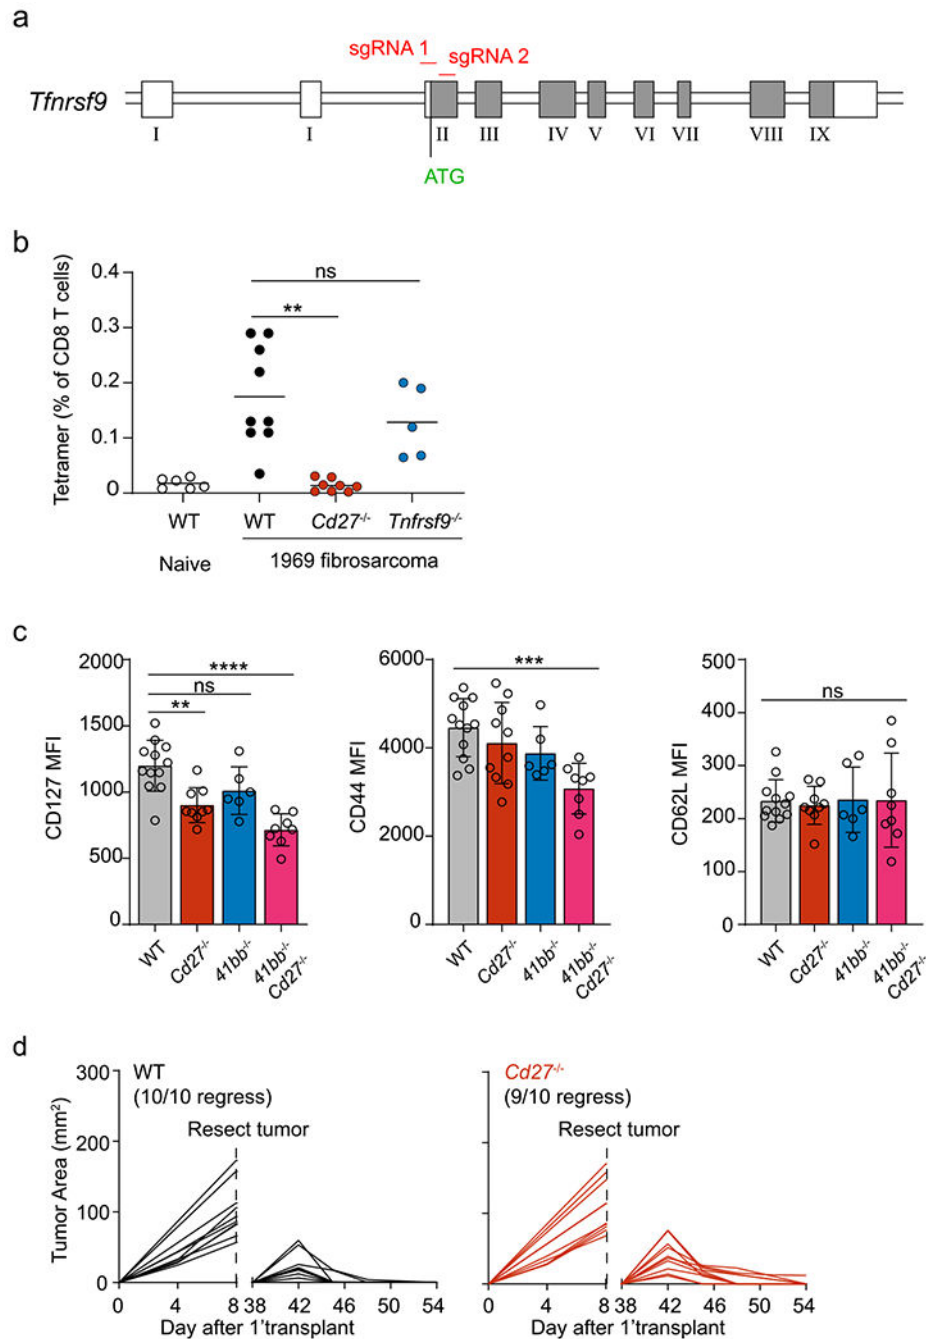 a
sgRNA 1
sgRNA 2
Tfnrsf9
I I II III IV V VI VII VIII IX
ATG
b
Tetramer (% of CD8 T cells)
0.4
0.3
0.2
0.1
0
ns
**
WT WT Cd27-/- Tnfrsf9-/-
Naive 1969 fibrosarcoma
c
CD127 MFI
2000
1500
1000
500
0
****
ns
**
WT
Cd27-/-
41bb-/-
41bb-/-
Cd27-/-
CD44 MFI
6000
4000
2000
0
***
WT
Cd27-/-
41bb-/-
41bb-/-
Cd27-/-
CD62L MFI
500
400
300
200
100
0
ns
WT
Cd27-/-
41bb-/-
41bb-/-
Cd27-/-
d
Tumor Area (mm²)
300
200
100
0
WT
(10/10 regress)
Resect tumor
0 4 8 38 42 46 50 54
Day after 1'transplant
Cd27-/-
(9/10 regress)
Resect tumor
0 4 8 38 42 46 50 54
Day after 1'transplant